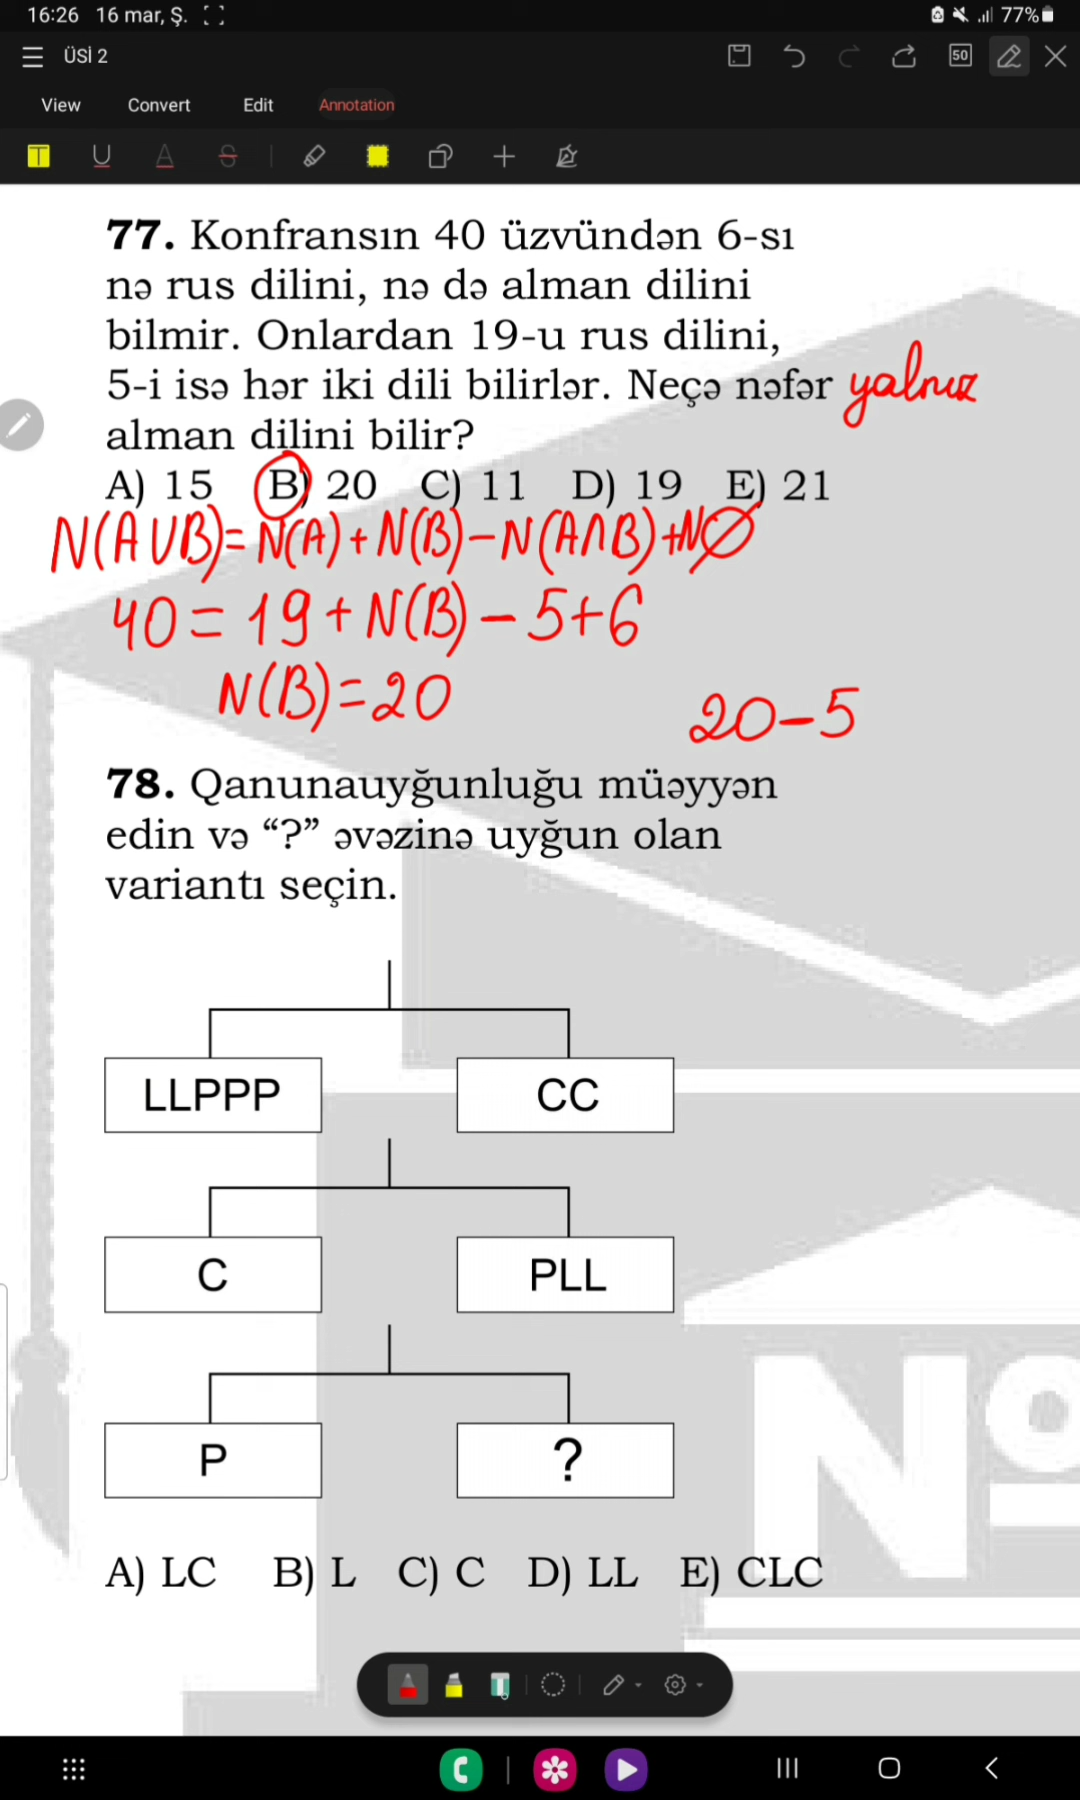 16:26 16 mar, Ş. 77%
ÜSİ 2 50
View Convert Edit Annotation
T U A S
77. Konfransın 40 üzvündən 6-sı
nə rus dilini, nə də alman dilini
bilmir. Onlardan 19-u rus dilini,
5-i isə hər iki dili bilirlər. Neçə nəfər yalnız
alman dilini bilir?
A) 15 B) 20 C) 11 D) 19 E) 21
N(A∪B)=N(A)+N(B)-N(A∩B)+NØ
40=19+N(B)-5+6
N(B)=20 20-5
78. Qanunauyğunluğu müəyyən
edin və “?” əvəzinə uyğun olan
variantı seçin.
LLPPP CC
C PLL
P ?
A) LC B) L C) C D) LL E) CLC
Nº